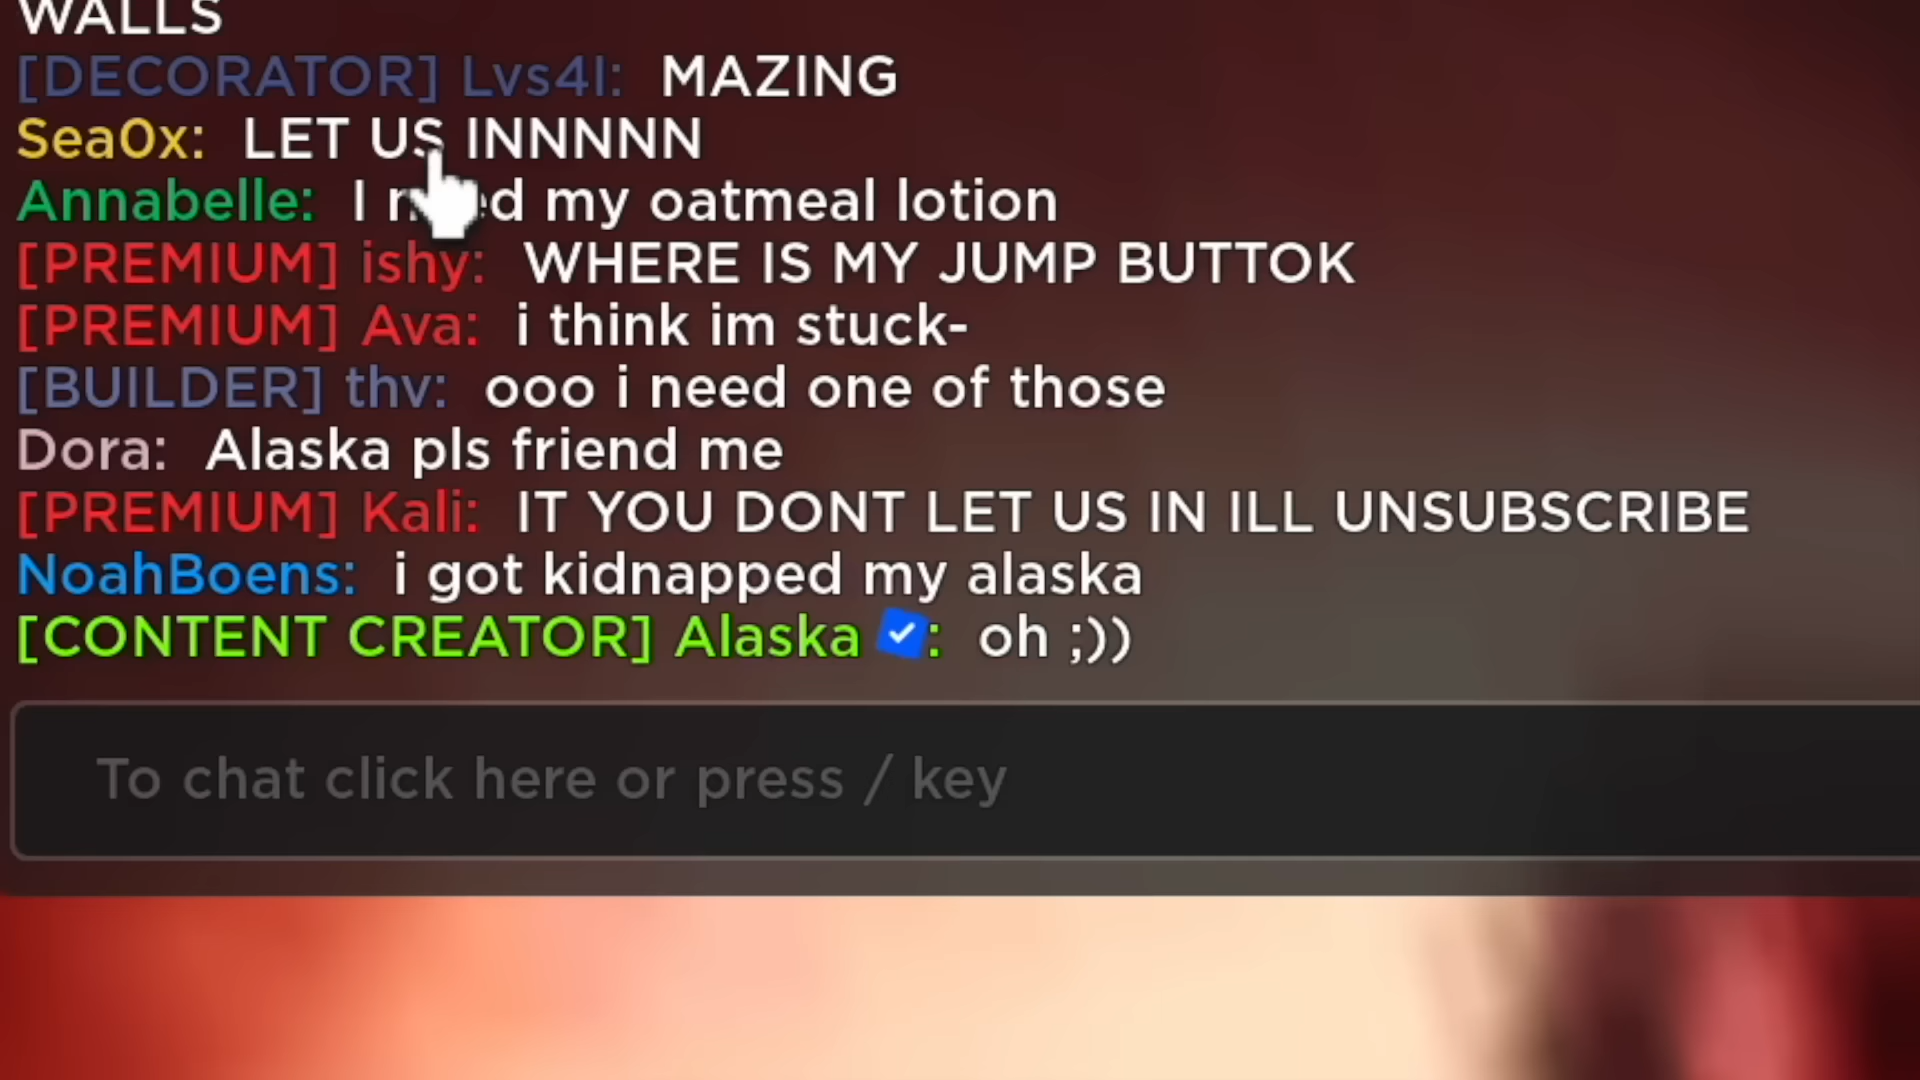 WALLS
[DECORATOR] Lvs4l: MAZING
Sea0x: LET US INNNNN
Annabelle: I need my oatmeal lotion
[PREMIUM] ishy: WHERE IS MY JUMP BUTTOK
[PREMIUM] Ava: i think im stuck-
[BUILDER] thv: ooo i need one of those
Dora: Alaska pls friend me
[PREMIUM] Kali: IT YOU DONT LET US IN ILL UNSUBSCRIBE
NoahBoens: i got kidnapped my alaska
[CONTENT CREATOR] Alaska ☑: oh ;))
To chat click here or press / key